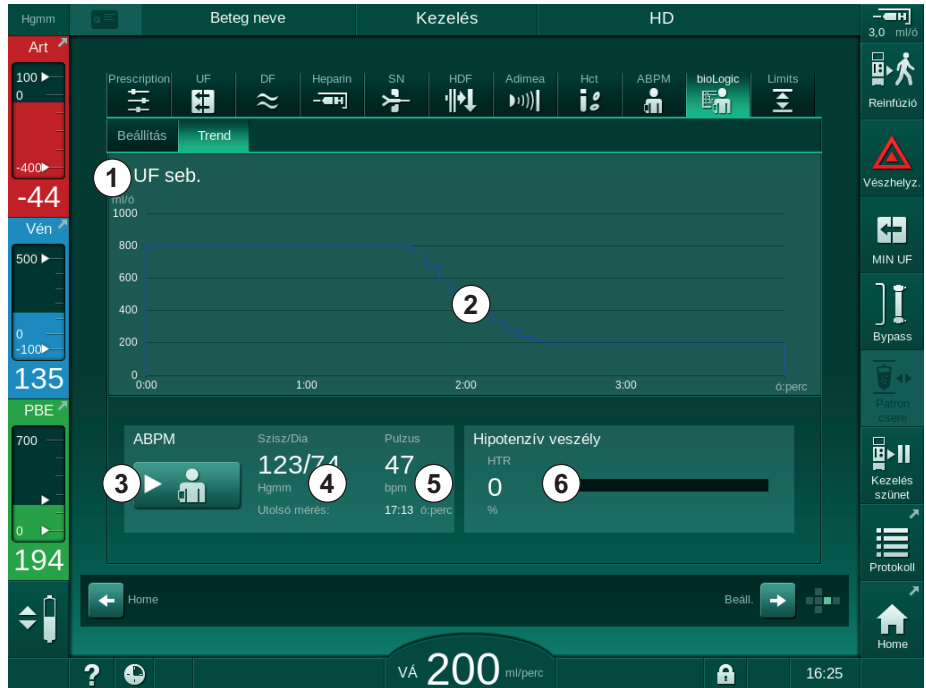 Hgmm
Beteg neve
Kezelés
HD
3,0 ml/ó
Art
100
0
-400
-44
Vén
500
0
-100
135
PBE
700
0
194
Prescription
UF
DF
Heparin
SN
HDF
Adimea
Hct
ABPM
bioLogic
Limits
Beállítás
Trend
1
UF seb.
ml/ó
1000
800
600
400
200
0
2
0:00
1:00
2:00
3:00
ó:perc
ABPM
3
Szisz/Dia
123/74
4
Hgmm
Pulzus
47
bpm
5
Utolsó mérés:
17:13 ó:perc
Hipotenzív veszély
HTR
0
%
6
Home
Beáll.
Reinfúzió
Vészhelyz.
MIN UF
Bypass
Patron
csere
Kezelés
szünet
Protokoll
Home
?
VÁ 200 ml/perc
16:25